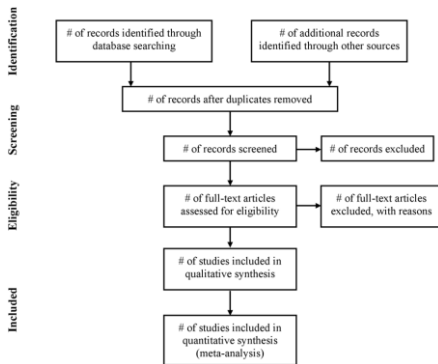 Identification
# of records identified through
database searching
# of additional records
identified through other sources
# of records after duplicates removed
Screening
# of records screened
# of records excluded
Eligibility
# of full-text articles
assessed for eligibility
# of full-text articles
excluded, with reasons
# of studies included in
qualitative synthesis
Included
# of studies included in
quantitative synthesis
(meta-analysis)